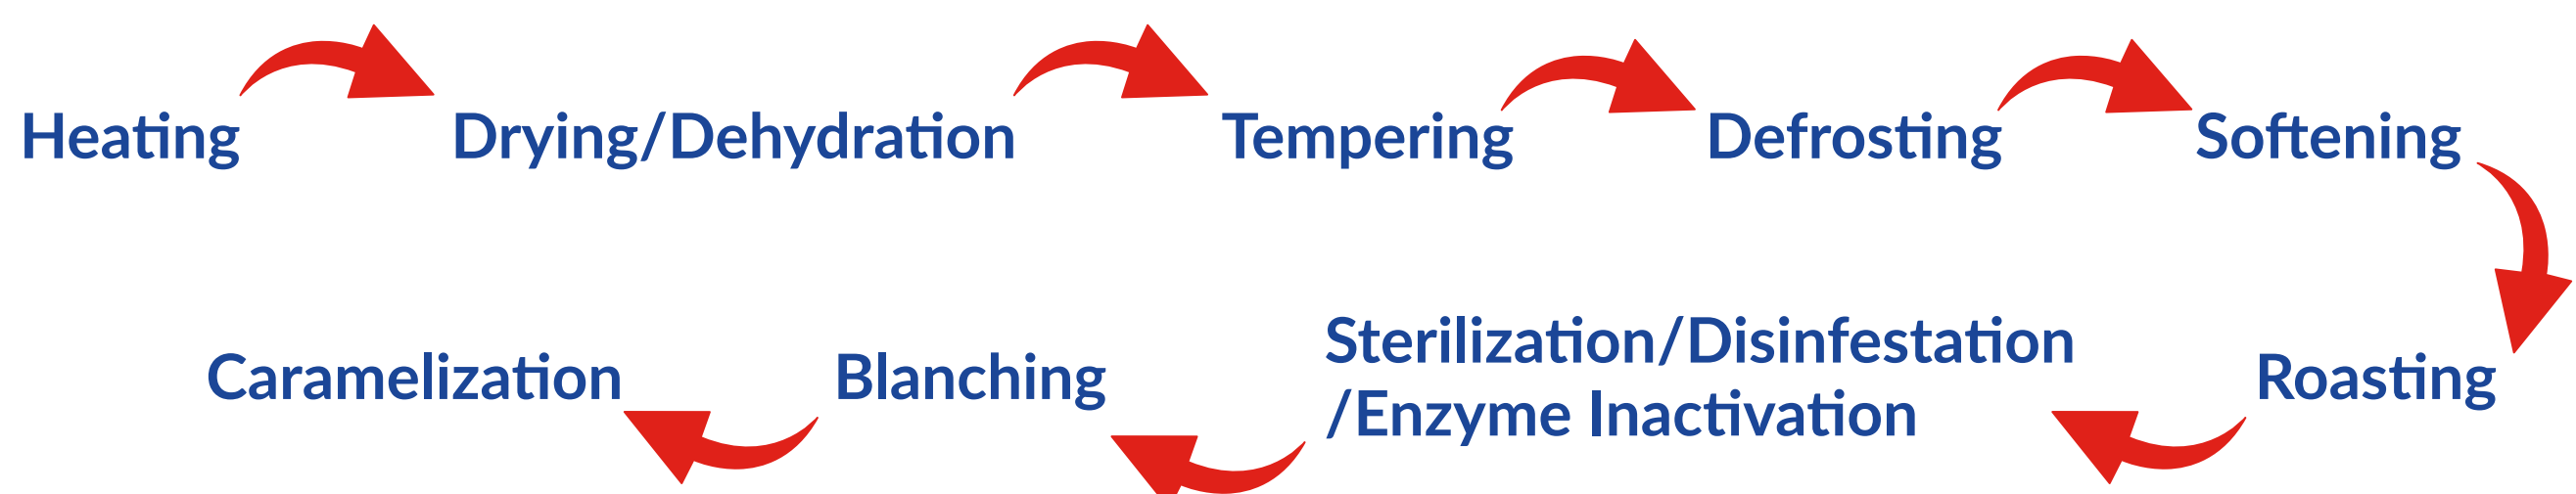 Heating
Drying/Dehydration
Tempering
Defrosting
Softening
Roasting
Sterilization/Disinfestation
/Enzyme Inactivation
Blanching
Caramelization